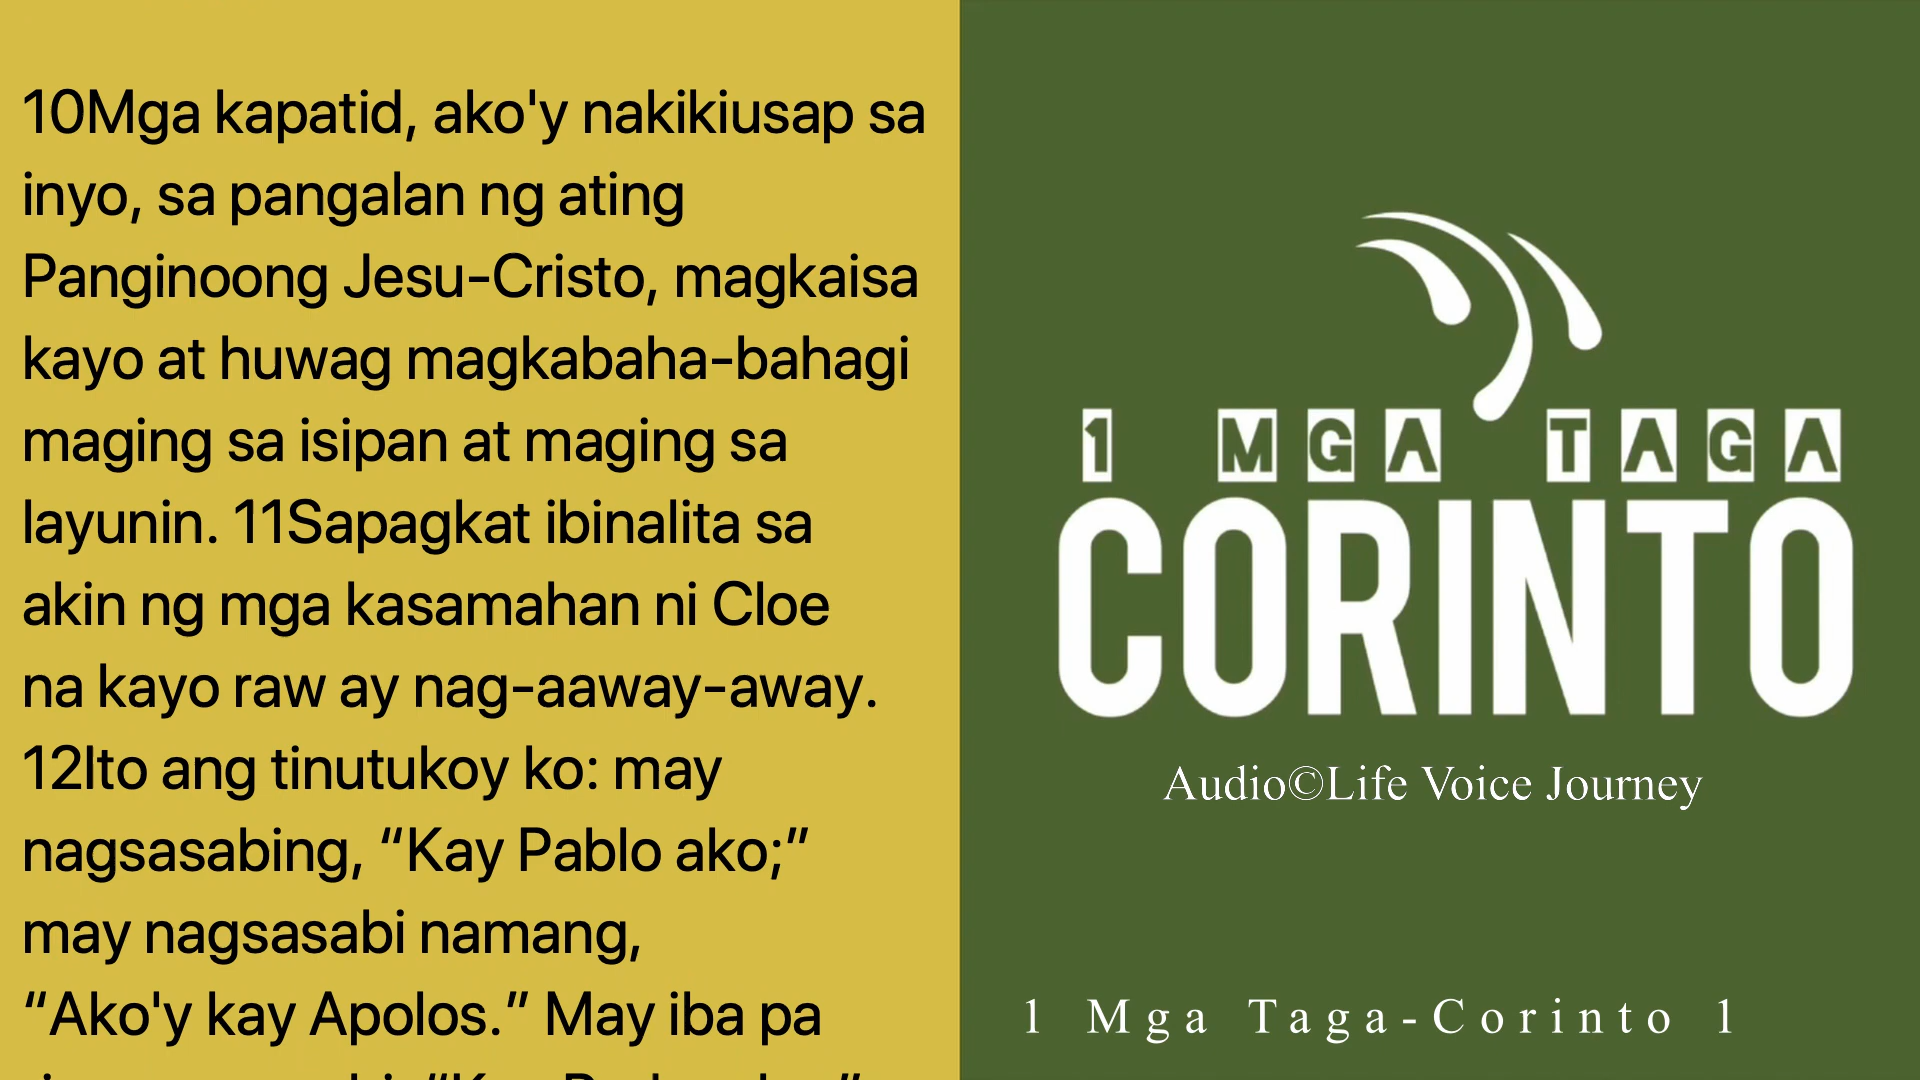 10Mga kapatid, ako'y nakikiusap sa
inyo, sa pangalan ng ating
Panginoong Jesu-Cristo, magkaisa
kayo at huwag magkabaha-bahagi
maging sa isipan at maging sa
layunin. 11Sapagkat ibinalita sa
akin ng mga kasamahan ni Cloe
na kayo raw ay nag-aaway-away.
12Ito ang tinutukoy ko: may
nagsasabing, “Kay Pablo ako;”
may nagsasabi namang,
“Ako'y kay Apolos.” May iba pa
1 MGA TAGA
CORINTO
Audio©Life Voice Journey
1 Mga Taga-Corinto 1